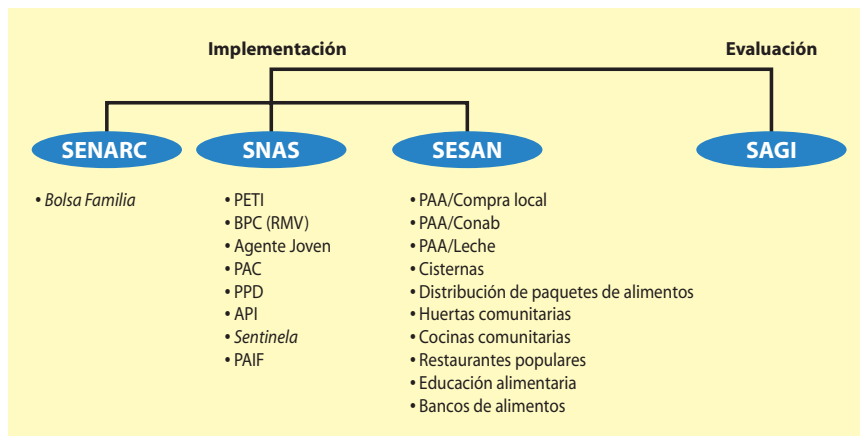 Implementación
Evaluación
SENARC
SNAS
SESAN
SAGI
• Bolsa Familia
• PETI
• BPC (RMV)
• Agente Joven
• PAC
• PPD
• API
• Sentinela
• PAIF
• PAA/Compra local
• PAA/Conab
• PAA/Leche
• Cisternas
• Distribución de paquetes de alimentos
• Huertas comunitarias
• Cocinas comunitarias
• Restaurantes populares
• Educación alimentaria
• Bancos de alimentos